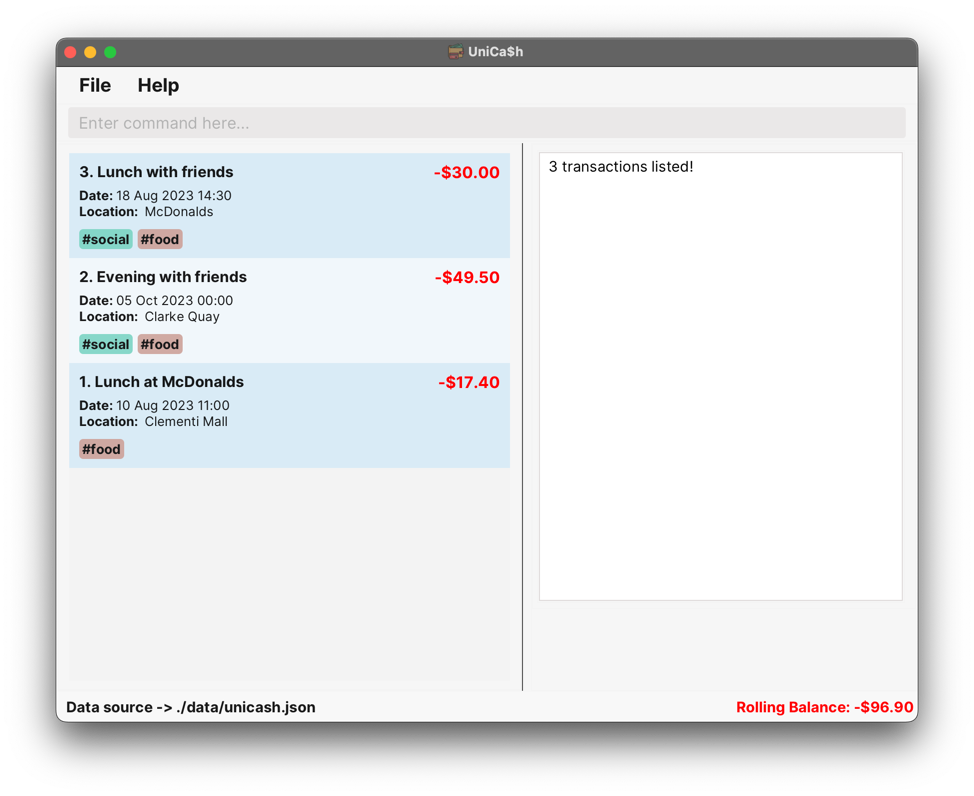 UniCa$h
File Help
Enter command here...
3. Lunch with friends -$30.00
Date: 18 Aug 2023 14:30
Location: McDonalds
#social #food
2. Evening with friends -$49.50
Date: 05 Oct 2023 00:00
Location: Clarke Quay
#social #food
1. Lunch at McDonalds -$17.40
Date: 10 Aug 2023 11:00
Location: Clementi Mall
#food
3 transactions listed!
Data source -> ./data/unicash.json Rolling Balance: -$96.90